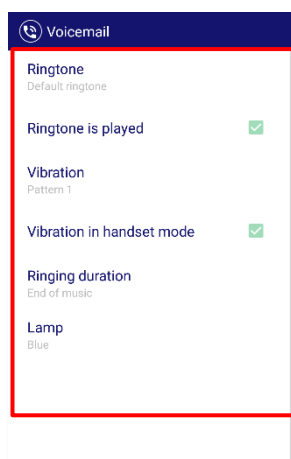 Voicemail
Ringtone
Default ringtone
Ringtone is played
Vibration
Pattern 1
Vibration in handset mode
Ringing duration
End of music
Lamp
Blue